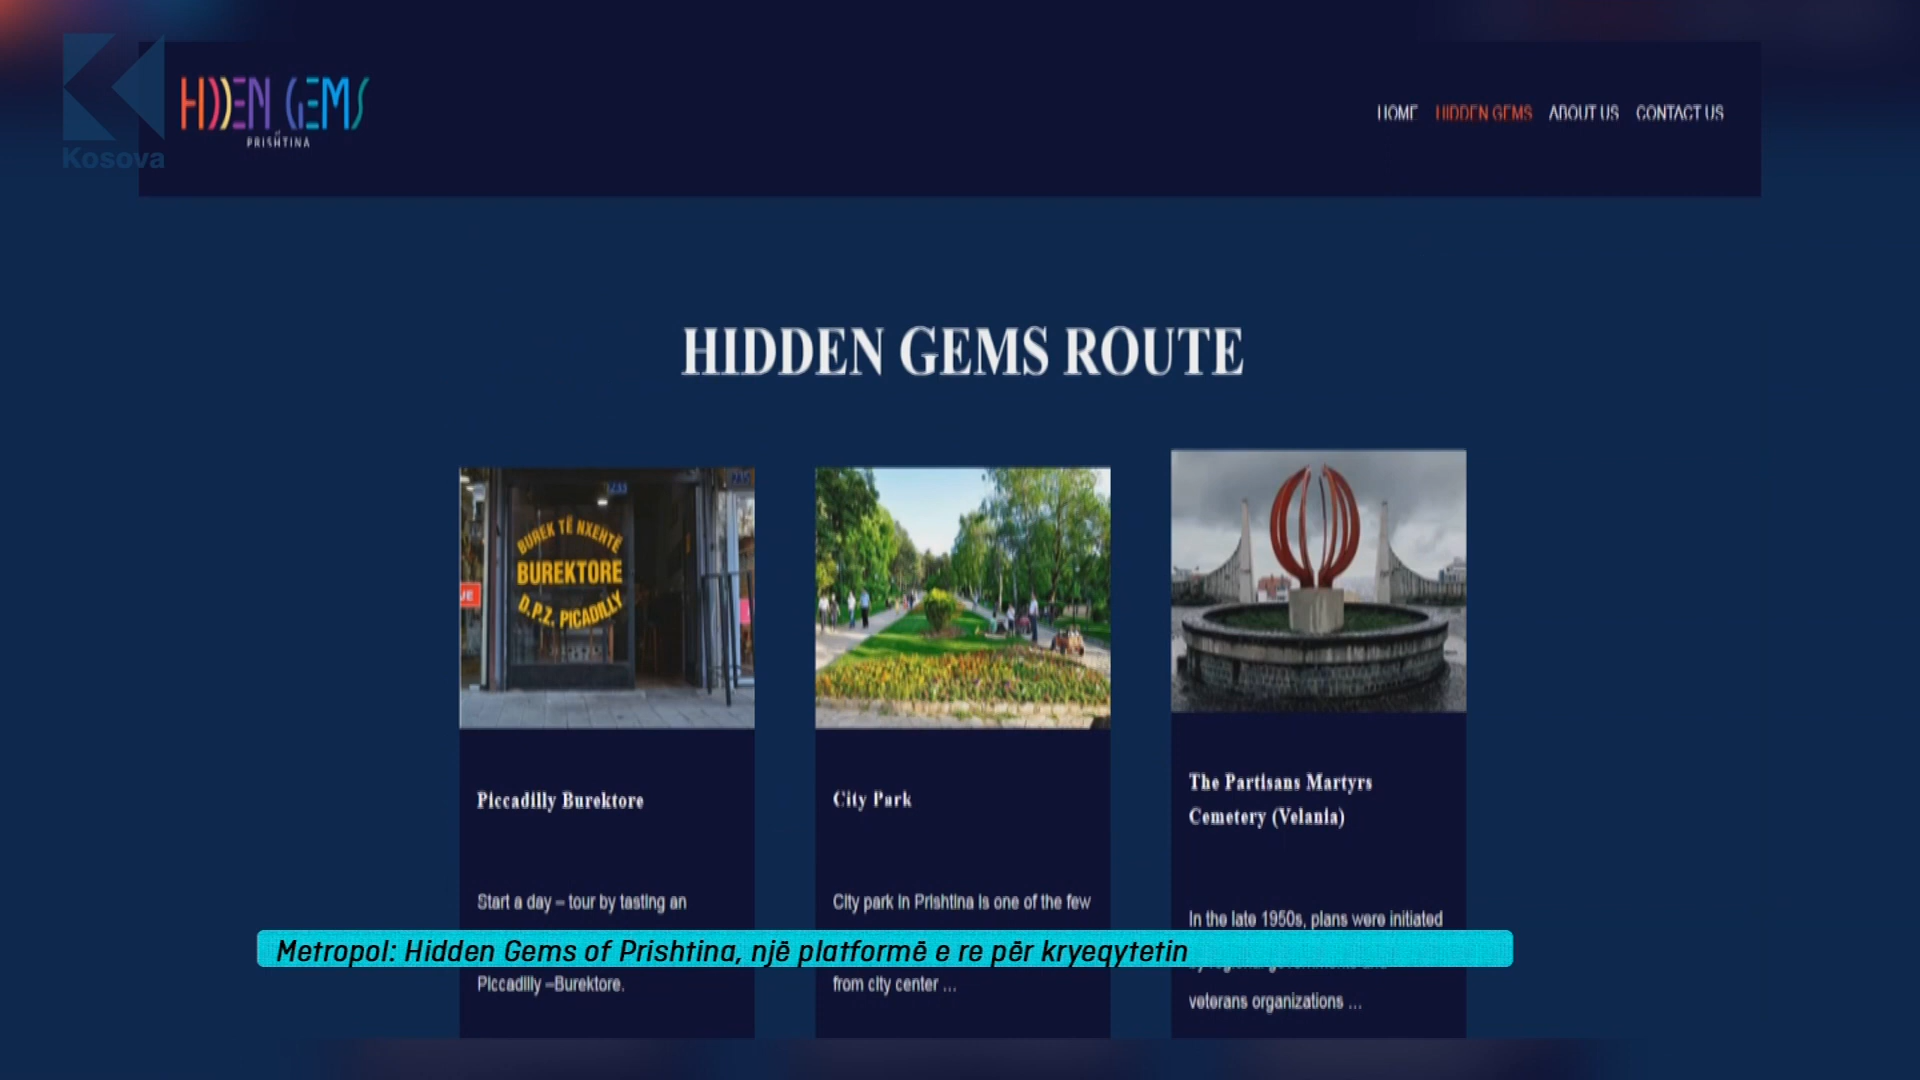 Kosova
HIDDEN GEMS
OF
PRISHTINA
HOME HIDDEN GEMS ABOUT US CONTACT US
HIDDEN GEMS ROUTE
233
235
BUREK TË NXEHTË
BUREKTORE
D.P.Z. PICADILLY
Piccadilly Burektore
City Park
The Partisans Martyrs
Cemetery (Velania)
Start a day – tour by tasting an
Piccadilly –Burektore.
City park in Prishtina is one of the few
from city center ...
In the late 1950s, plans were initiated
veterans organizations ...
Metropol: Hidden Gems of Prishtina, një platformë e re për kryeqytetin